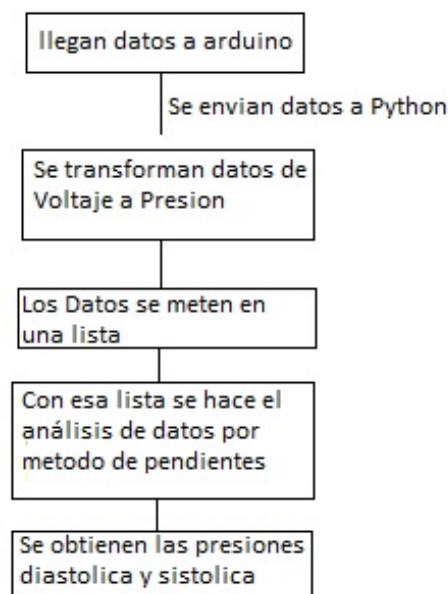 llegan datos a arduino
Se envian datos a Python
Se transforman datos de
Voltaje a Presion
Los Datos se meten en
una lista
Con esa lista se hace el
análisis de datos por
metodo de pendientes
Se obtienen las presiones
diastolica y sistolica